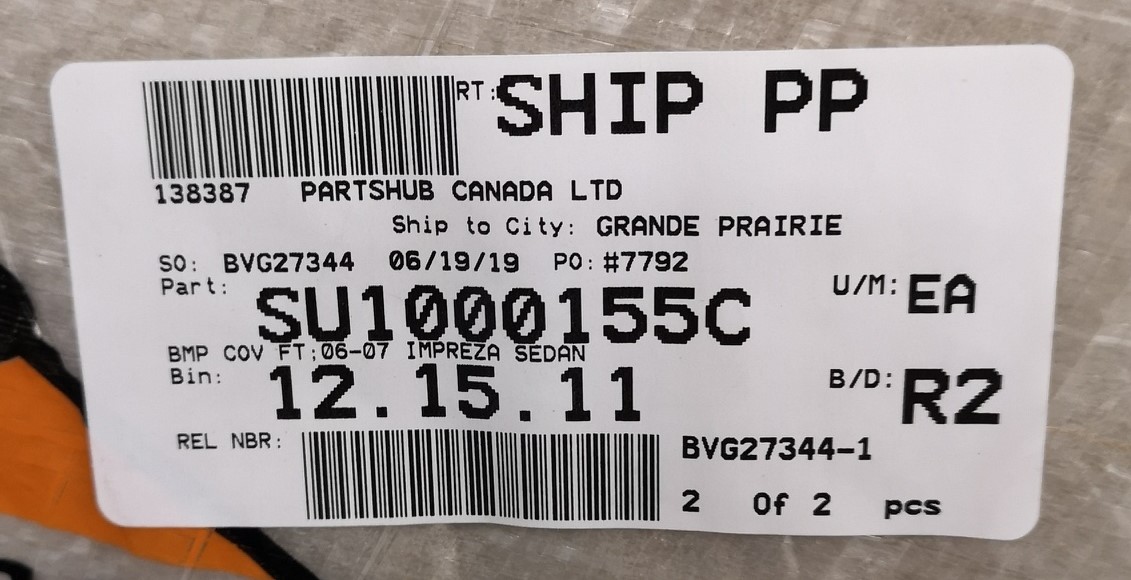 RT: SHIP PP
138387 PARTSHUB CANADA LTD
Ship to City: GRANDE PRAIRIE
SO: BVG27344 06/19/19 PO: #7792
Part: SU1000155C U/M: EA
BMP COV FT;06-07 IMPREZA SEDAN
Bin: 12.15.11 B/D: R2
REL NBR: BVG27344-1
2 Of 2 pcs